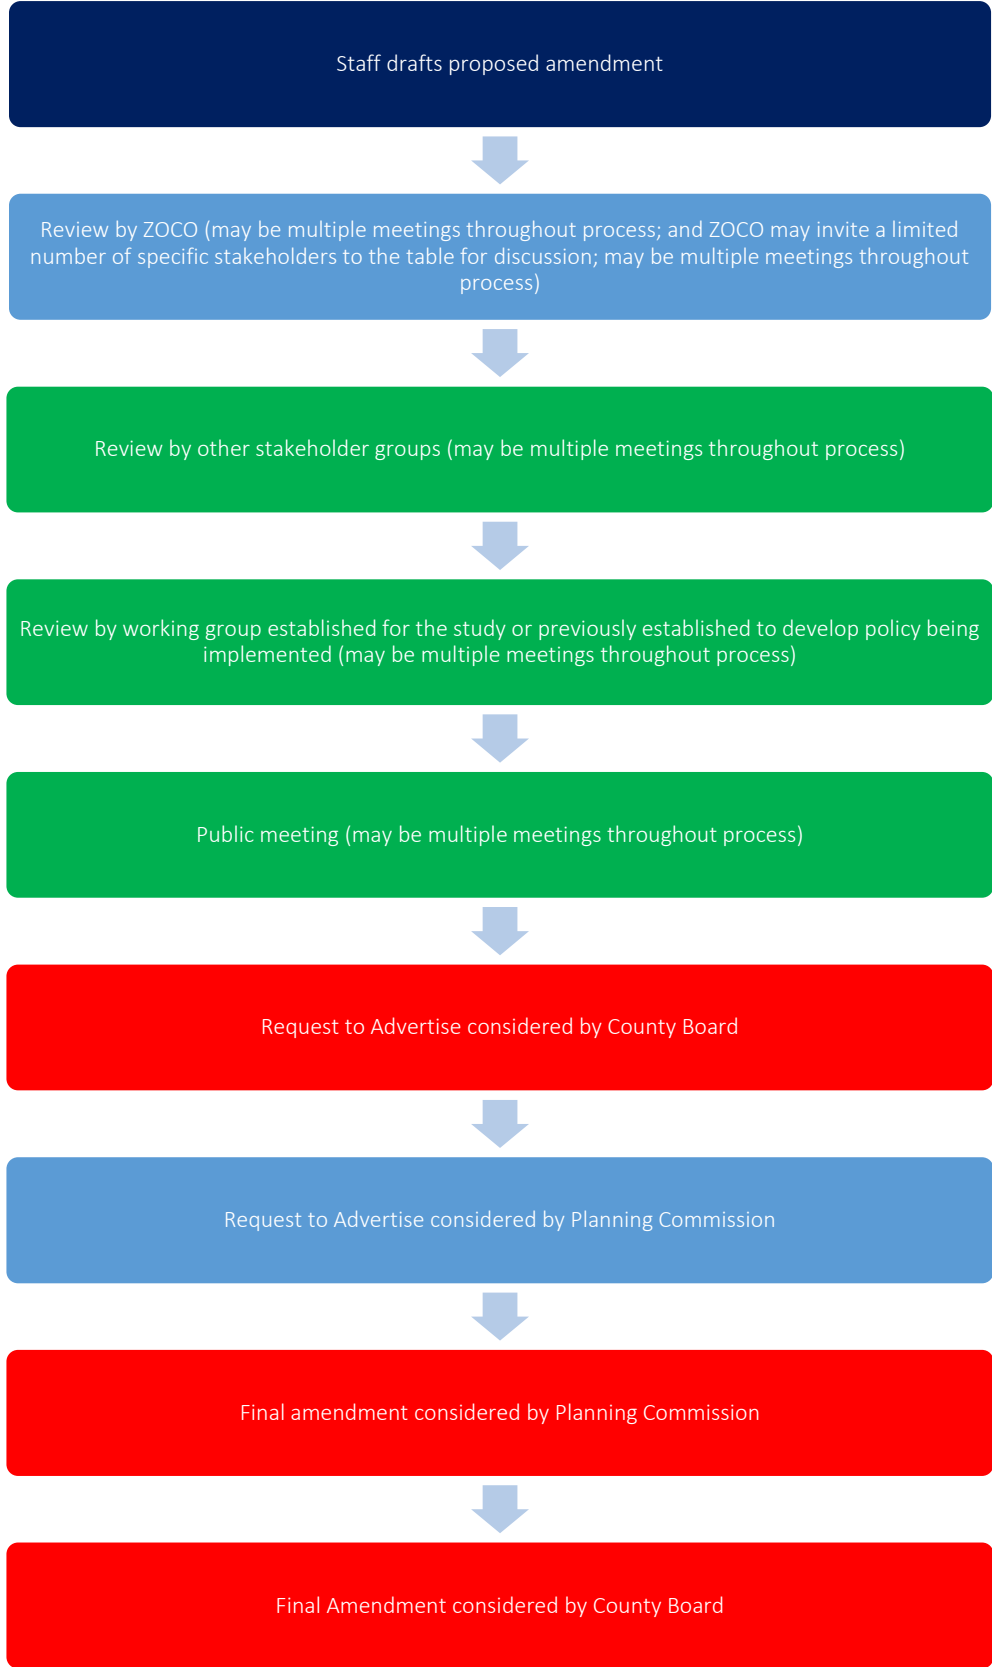 Staff drafts proposed amendment
Review by ZOCO (may be multiple meetings throughout process; and ZOCO may invite a limited
number of specific stakeholders to the table for discussion; may be multiple meetings throughout
process)
Review by other stakeholder groups (may be multiple meetings throughout process)
Review by working group established for the study or previously established to develop policy being
implemented (may be multiple meetings throughout process)
Public meeting (may be multiple meetings throughout process)
Request to Advertise considered by County Board
Request to Advertise considered by Planning Commission
Final amendment considered by Planning Commission
Final Amendment considered by County Board